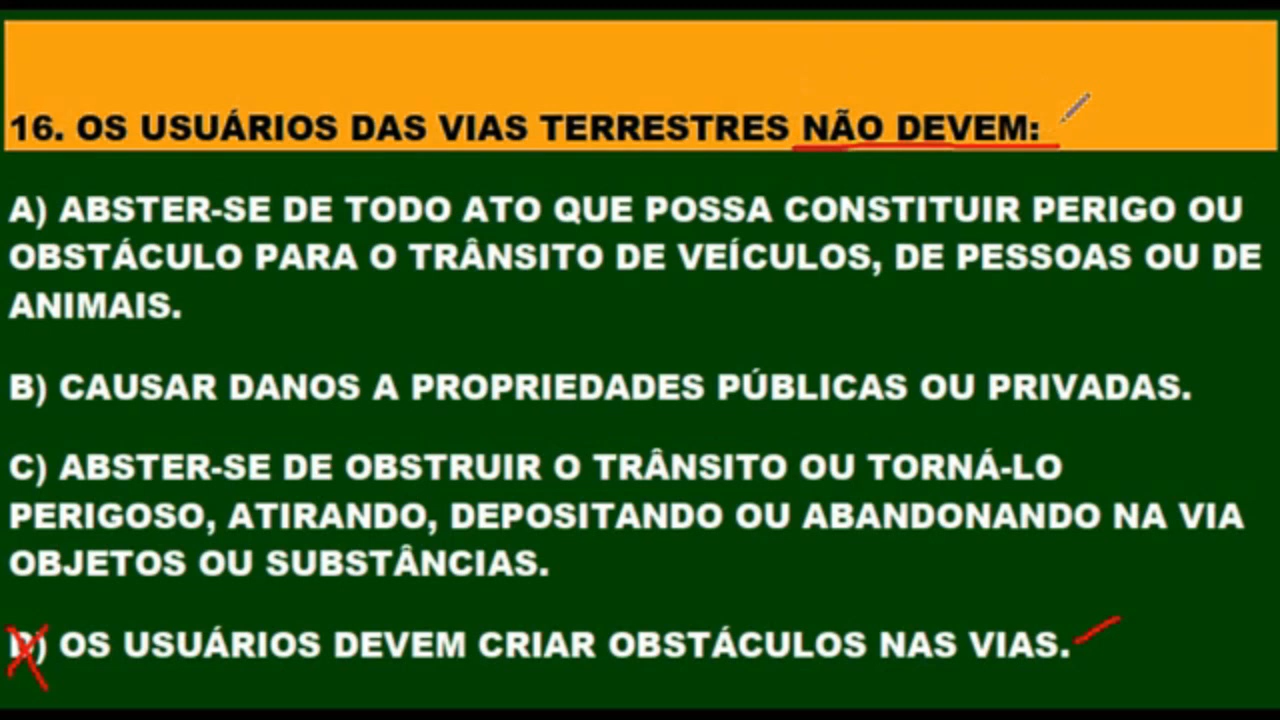 16. OS USUÁRIOS DAS VIAS TERRESTRES NÃO DEVEM:
A) ABSTER-SE DE TODO ATO QUE POSSA CONSTITUIR PERIGO OU
OBSTÁCULO PARA O TRÂNSITO DE VEÍCULOS, DE PESSOAS OU DE
ANIMAIS.
B) CAUSAR DANOS A PROPRIEDADES PÚBLICAS OU PRIVADAS.
C) ABSTER-SE DE OBSTRUIR O TRÂNSITO OU TORNÁ-LO
PERIGOSO, ATIRANDO, DEPOSITANDO OU ABANDONANDO NA VIA
OBJETOS OU SUBSTÂNCIAS.
D) OS USUÁRIOS DEVEM CRIAR OBSTÁCULOS NAS VIAS.